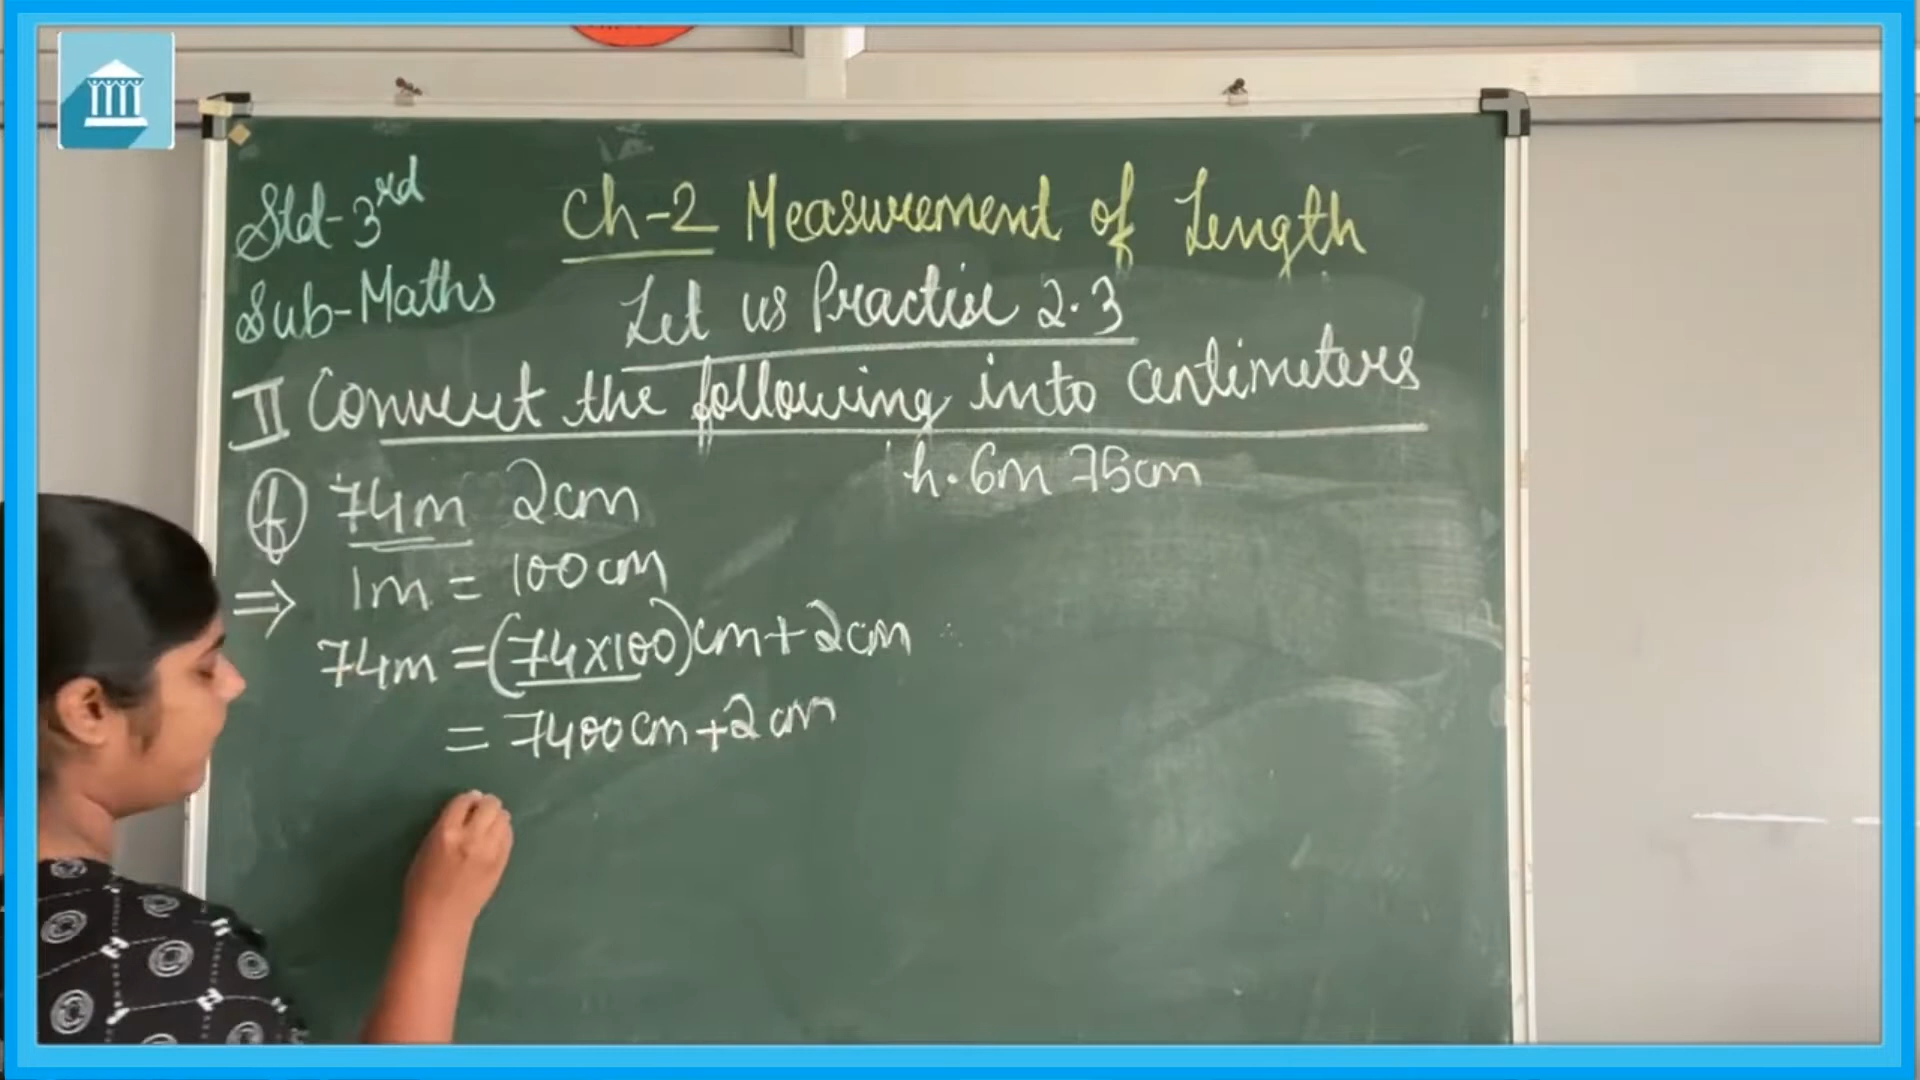 Std-3rd
Sub-Maths
Ch-2 Measurement of Length
Let us Practise 2.3
II Convert the following into centimeters
f 74m 2cm
⇒ 1m = 100cm
74m = (74x100)cm+2cm
= 7400cm+2cm
h. 6m 75cm